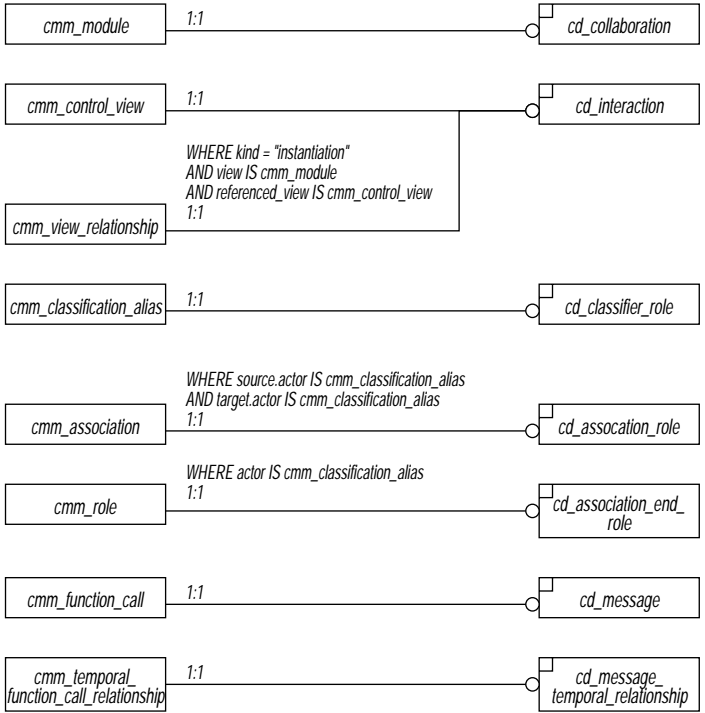 cmm_module
1:1
cd_collaboration
cmm_control_view
1:1
cd_interaction
WHERE kind = "instantiation"
AND view IS cmm_module
AND referenced_view IS cmm_control_view
1:1
cmm_view_relationship
cmm_classification_alias
1:1
cd_classifier_role
WHERE source.actor IS cmm_classification_alias
AND target.actor IS cmm_classification_alias
1:1
cmm_association
cd_assocation_role
WHERE actor IS cmm_classification_alias
1:1
cmm_role
cd_association_end_
role
cmm_function_call
1:1
cd_message
cmm_temporal_
function_call_relationship
1:1
cd_message_
temporal_relationship